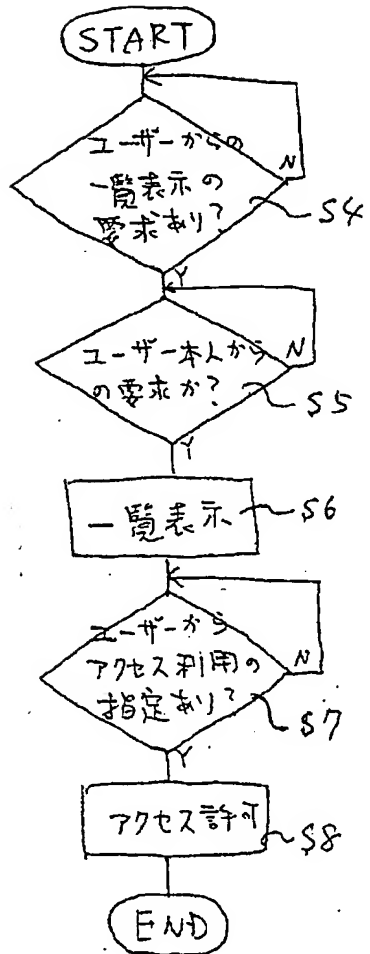 START
ユーザーからの
一覧表示の
要求あり?
N
S4
Y
ユーザー本人から
の要求か?
N
S5
Y
一覧表示
S6
ユーザーから
アクセス利用の
指定あり?
N
S7
Y
アクセス許可
S8
END